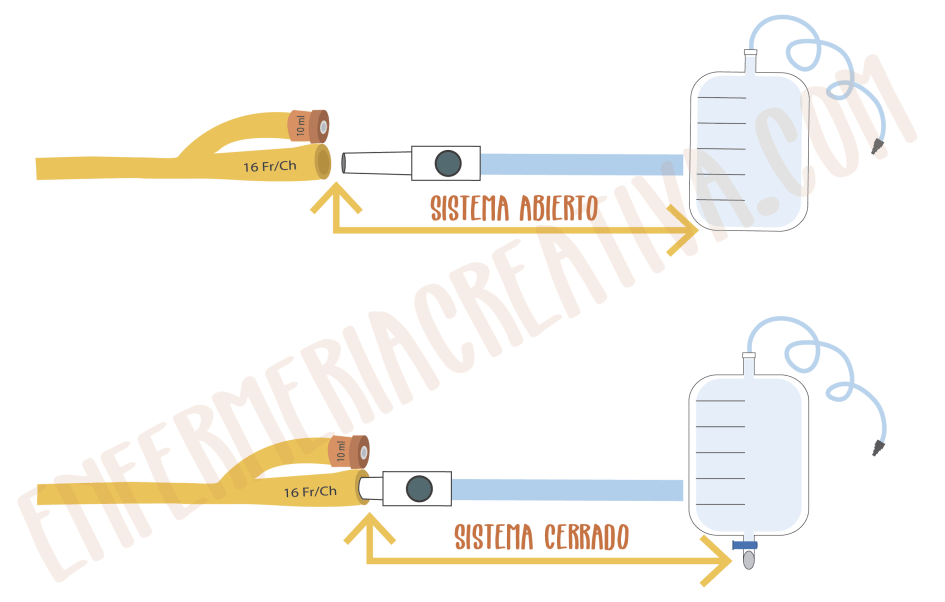 10 ml
16 Fr/Ch
SISTEMA ABIERTO
ENFERMERIACREATIVA.COM
10 ml
16 Fr/Ch
SISTEMA CERRADO